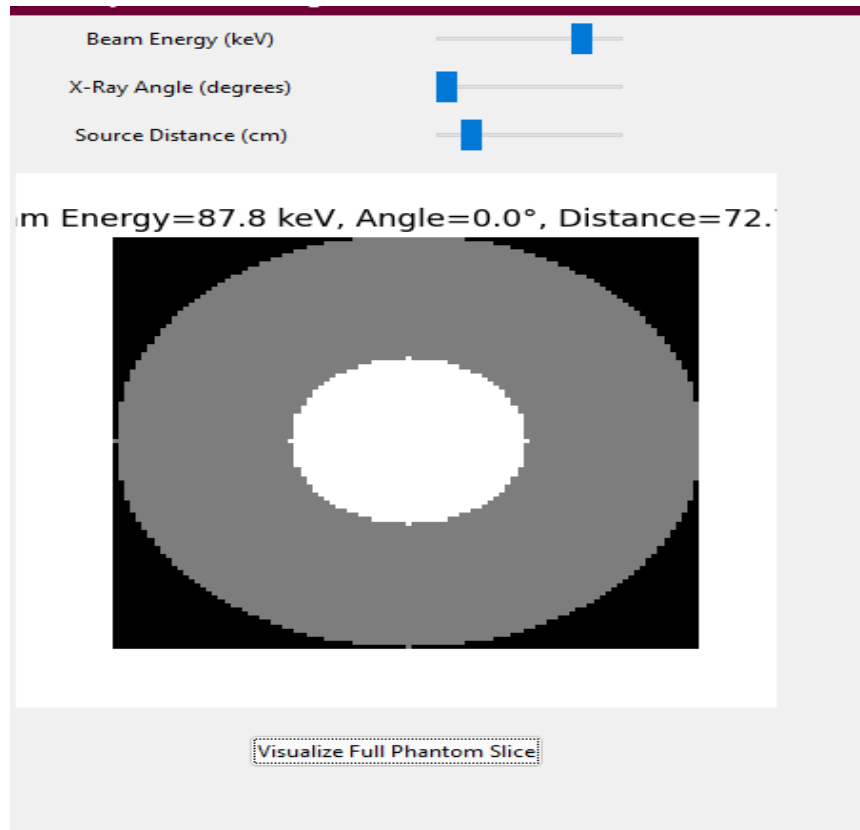 Beam Energy (keV)
X-Ray Angle (degrees)
Source Distance (cm)
m Energy=87.8 keV, Angle=0.0°, Distance=72.
Visualize Full Phantom Slice